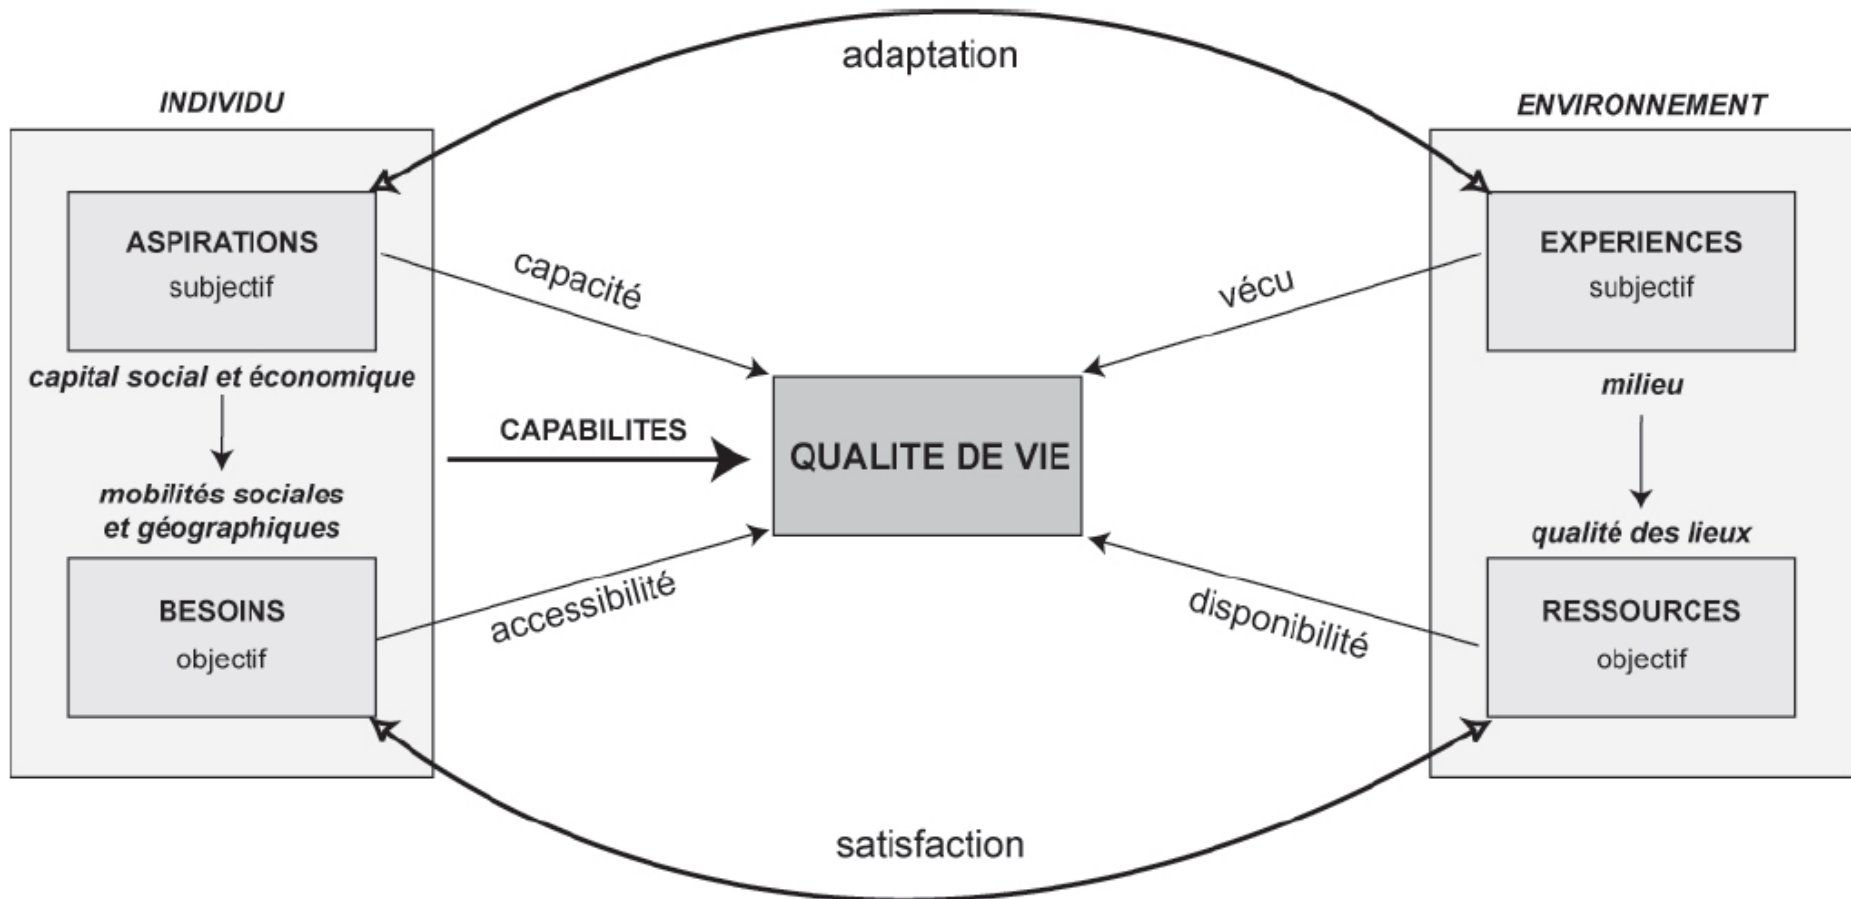 adaptation
INDIVIDU
ENVIRONNEMENT
ASPIRATIONS
subjectif
capacité
vécu
EXPERIENCES
subjectif
capital social et économique
milieu
CAPABILITES
QUALITE DE VIE
mobilités sociales
et géographiques
qualité des lieux
BESOINS
objectif
accessibilité
disponibilité
RESSOURCES
objectif
satisfaction